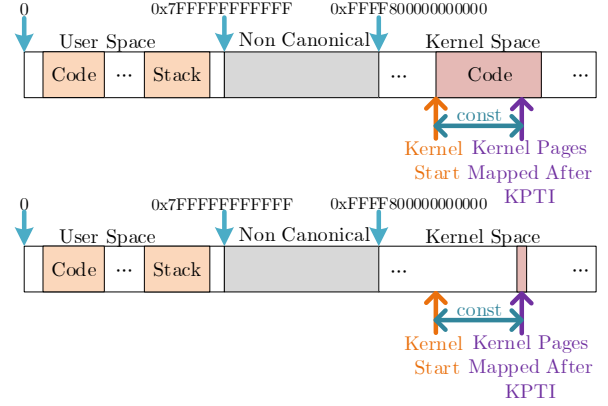 0 0x7FFFFFFFFFFF 0xFFFF800000000000
User Space Non Canonical Kernel Space
Code ... Stack ... Code ...
const
Kernel Kernel Pages
Start Mapped After
KPTI
0 0x7FFFFFFFFFFF 0xFFFF800000000000
User Space Non Canonical Kernel Space
Code ... Stack ... ...
const
Kernel Kernel Pages
Start Mapped After
KPTI